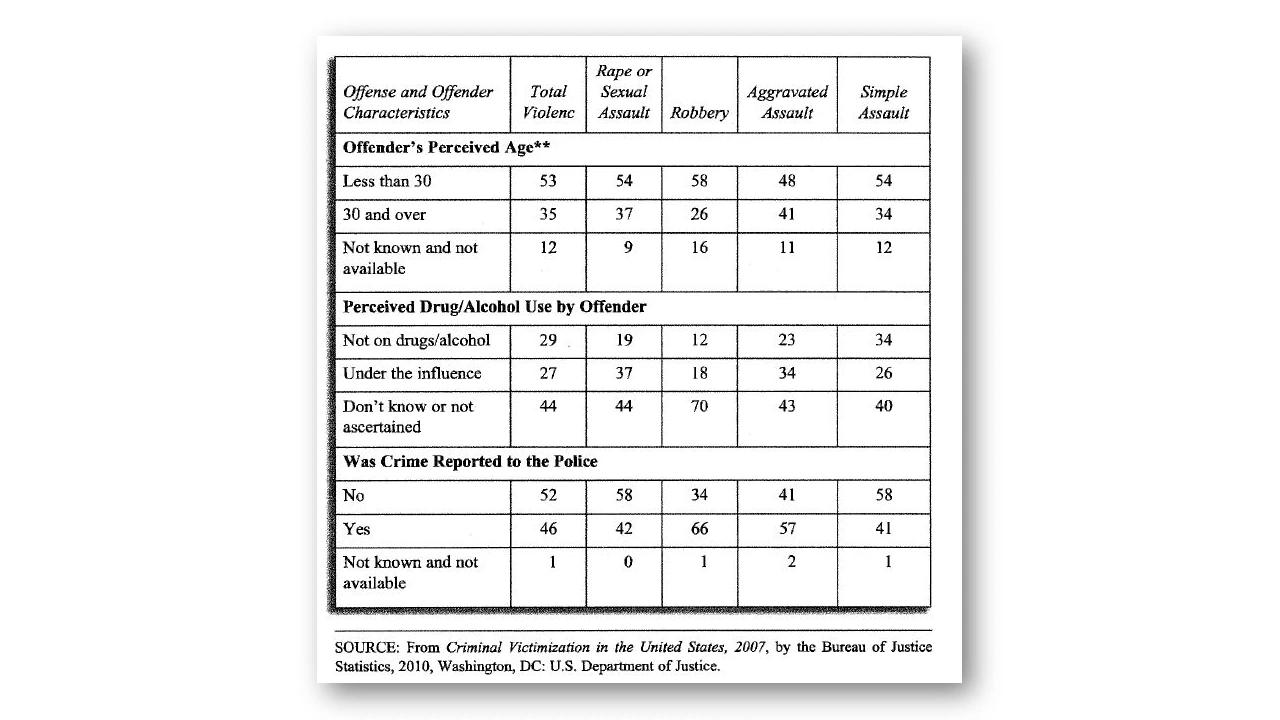 Offense and Offender Characteristics | Total Violenc | Rape or Sexual Assault | Robbery | Aggravated Assault | Simple Assault
Offender's Perceived Age**
Less than 30 | 53 | 54 | 58 | 48 | 54
30 and over | 35 | 37 | 26 | 41 | 34
Not known and not available | 12 | 9 | 16 | 11 | 12
Perceived Drug/Alcohol Use by Offender
Not on drugs/alcohol | 29 | 19 | 12 | 23 | 34
Under the influence | 27 | 37 | 18 | 34 | 26
Don't know or not ascertained | 44 | 44 | 70 | 43 | 40
Was Crime Reported to the Police
No | 52 | 58 | 34 | 41 | 58
Yes | 46 | 42 | 66 | 57 | 41
Not known and not available | 1 | 0 | 1 | 2 | 1
SOURCE: From Criminal Victimization in the United States, 2007, by the Bureau of Justice
Statistics, 2010, Washington, DC: U.S. Department of Justice.